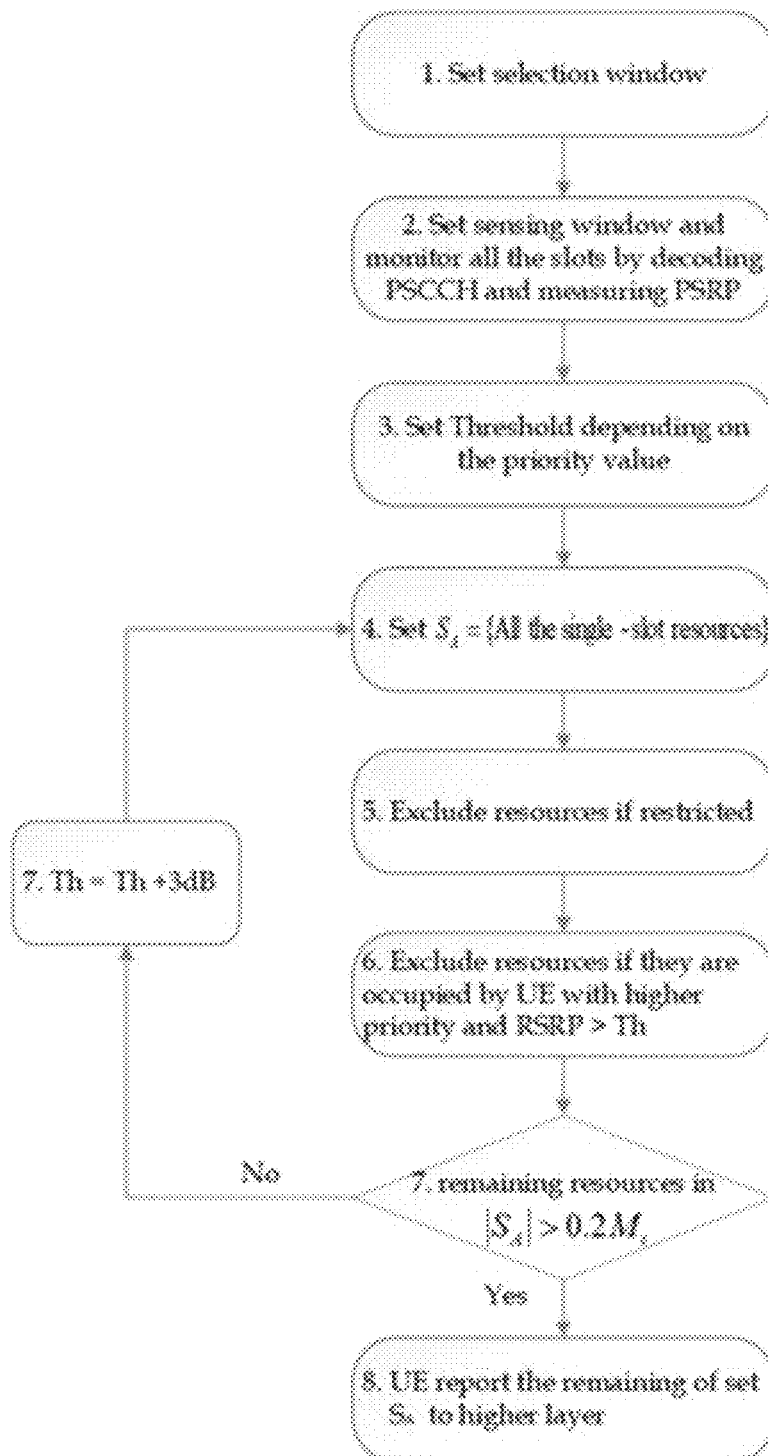 1. Set selection window
2. Set sensing window and
monitor all the slots by decoding
PSCCH and measuring PSRP
3. Set Threshold depending on
the priority value
4. Set S_A = {All the single-slot resources}
5. Exclude resources if restricted
7. Th = Th +3dB
6. Exclude resources if they are
occupied by UE with higher
priority and RSRP > Th
No
7. remaining resources in
|S_A| > 0.2M_s
Yes
8. UE report the remaining of set
S_A to higher layer